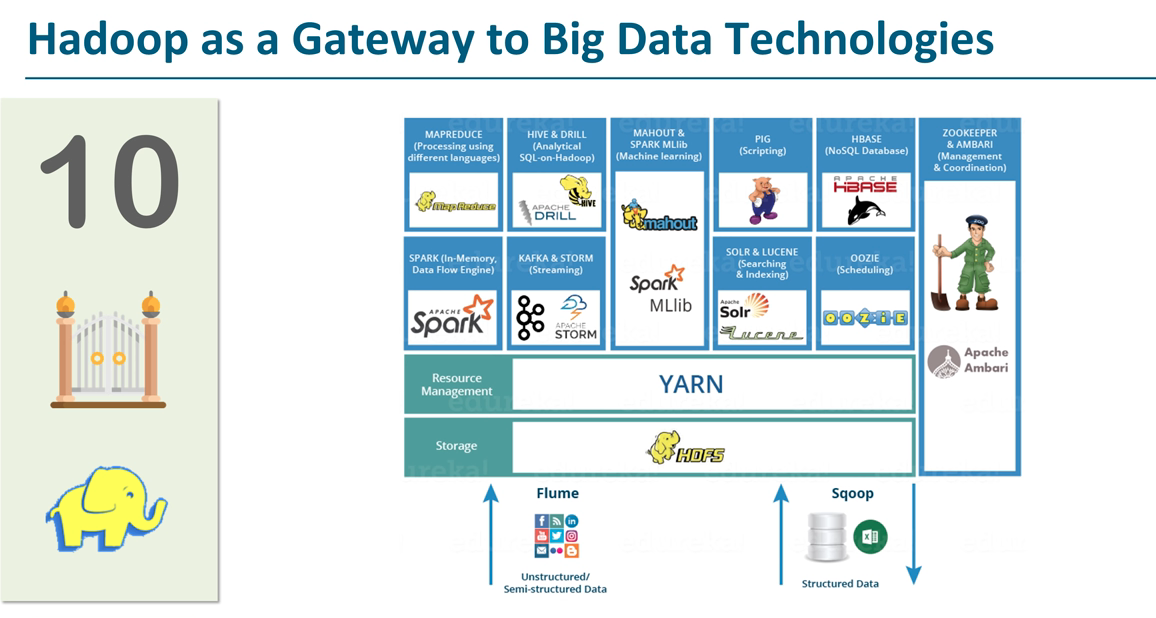 Hadoop as a Gateway to Big Data Technologies
10
MAPREDUCE
(Processing using
different languages)
MapReduce
HIVE & DRILL
(Analytical
SQL-on-Hadoop)
HIVE
APACHE
DRILL
MAHOUT &
SPARK MLlib
(Machine learning)
mahout
Spark
MLlib
PIG
(Scripting)
HBASE
(NoSQL Database)
APACHE
HBASE
ZOOKEEPER
& AMBARI
(Management
& Coordination)
Apache
Ambari
SPARK (In-Memory,
Data Flow Engine)
APACHE
Spark
KAFKA & STORM
(Streaming)
APACHE
STORM
SOLR & LUCENE
(Searching
& Indexing)
Apache
Solr
Lucene
OOZIE
(Scheduling)
OOZIE
Resource
Management
YARN
Storage
HDFS
Flume
Unstructured/
Semi-structured Data
Sqoop
Structured Data
edureka!